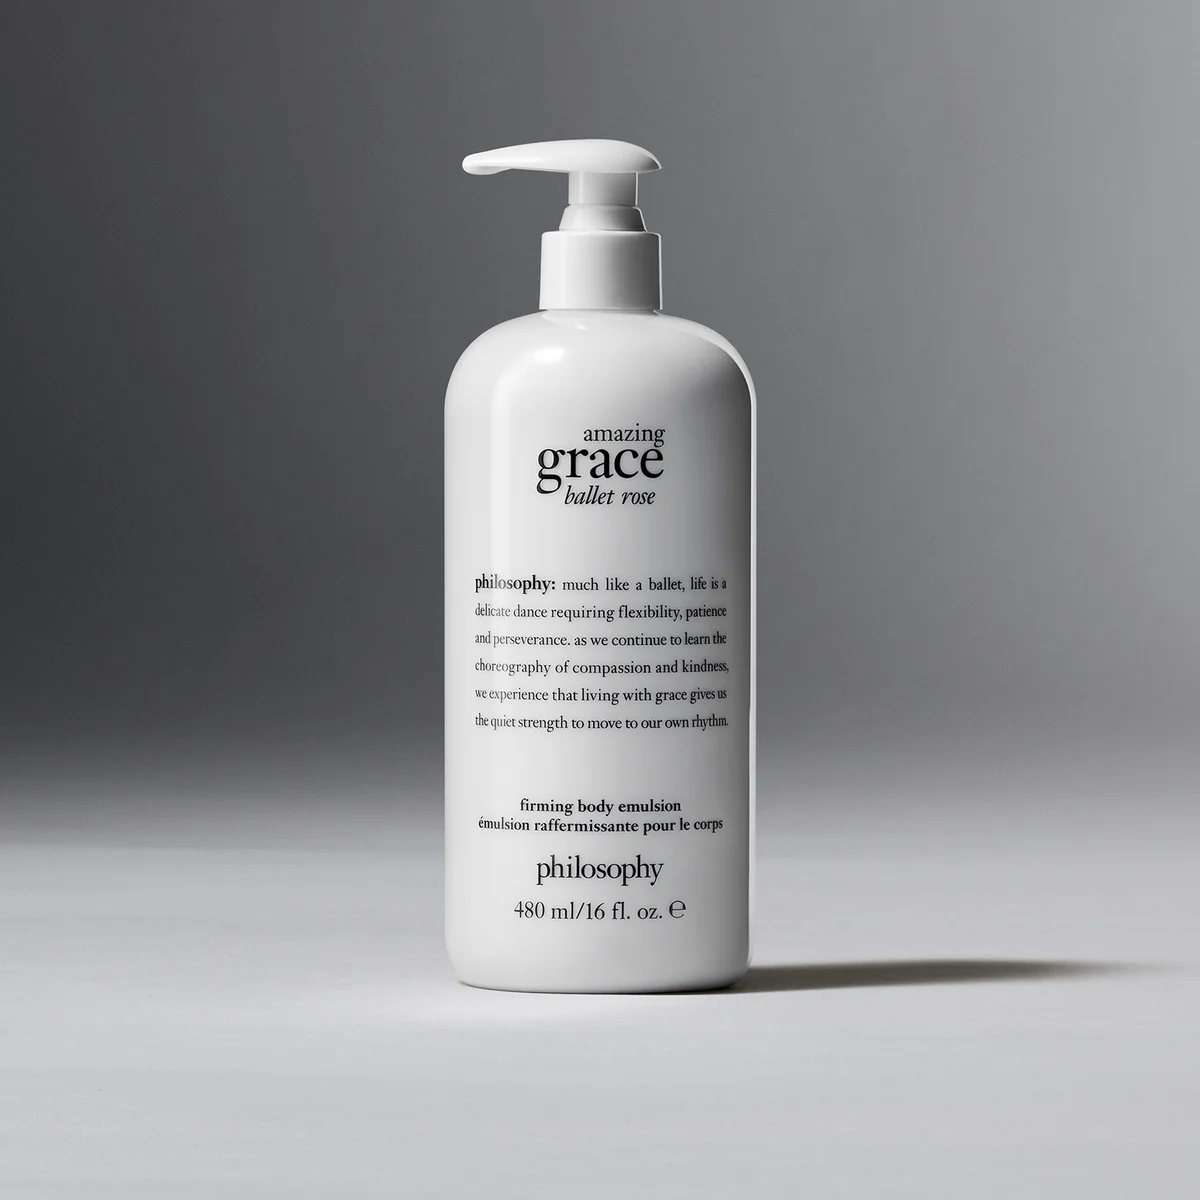 amazing
grace
ballet rose
philosophy: much like a ballet, life is a
delicate dance requiring flexibility, patience
and perseverance. as we continue to learn the
choreography of compassion and kindness,
we experience that living with grace gives us
the quiet strength to move to our own rhythm.
firming body emulsion
émulsion raffermissante pour le corps
philosophy
480 ml/16 fl. oz. ℮